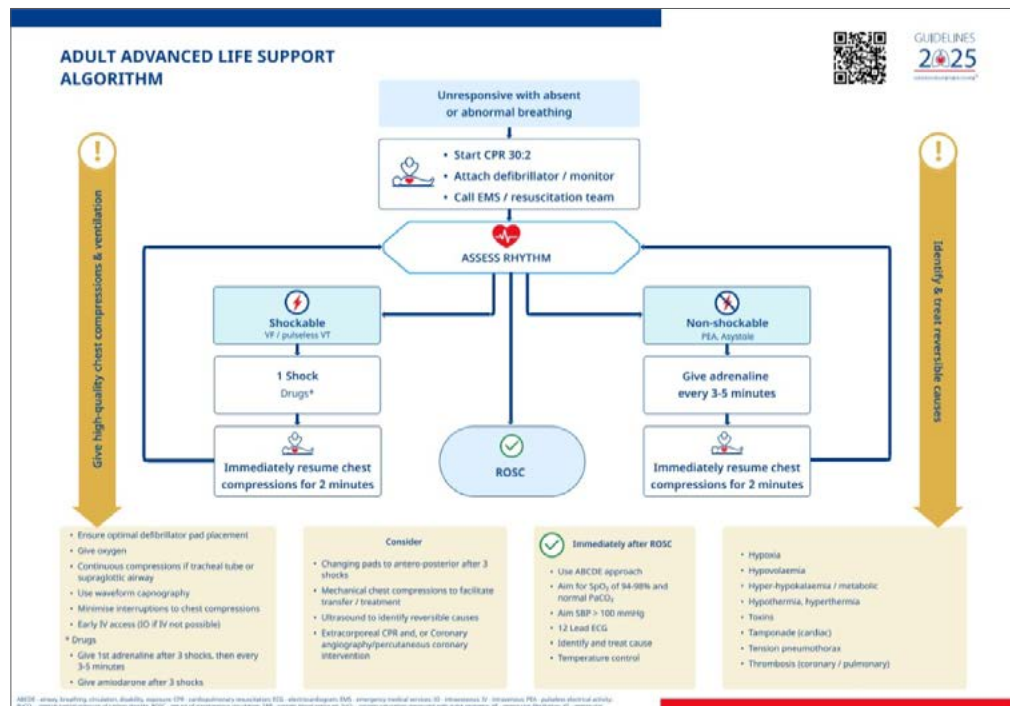 ADULT ADVANCED LIFE SUPPORT
ALGORITHM
GUIDELINES
2025
Unresponsive with absent
or abnormal breathing
• Start CPR 30:2
• Attach defibrillator / monitor
• Call EMS / resuscitation team
!
Give high-quality chest compressions & ventilation
!
Identify & treat reversible causes
ASSESS RHYTHM
Shockable
VF / pulseless VT
Non-shockable
PEA, Asystole
1 Shock
Drugs*
Give adrenaline
every 3-5 minutes
Immediately resume chest
compressions for 2 minutes
ROSC
Immediately resume chest
compressions for 2 minutes
• Ensure optimal defibrillator pad placement
• Give oxygen
• Continuous compressions if tracheal tube or
supraglottic airway
• Use waveform capnography
• Minimise interruptions to chest compressions
• Early IV access (IO if IV not possible)
* Drugs
• Give 1st adrenaline after 3 shocks, then every
3-5 minutes
• Give amiodarone after 3 shocks
Consider
• Changing pads to antero-posterior after 3
shocks
• Mechanical chest compressions to facilitate
transfer / treatment
• Ultrasound to identify reversible causes
• Extracorporeal CPR and, or Coronary
angiography/percutaneous coronary
intervention
Immediately after ROSC
• Use ABCDE approach
• Aim for SpO₂ of 94-98% and
normal PaCO₂
• Aim SBP > 100 mmHg
• 12 Lead ECG
• Identify and treat cause
• Temperature control
• Hypoxia
• Hypovolaemia
• Hyper-hypokalaemia / metabolic
• Hypothermia, hyperthermia
• Toxins
• Tamponade (cardiac)
• Tension pneumothorax
• Thrombosis (coronary / pulmonary)